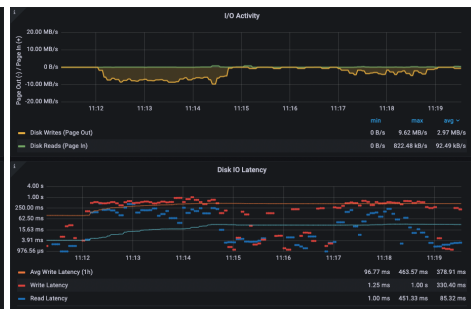 i
I/O Activity
20.00 MB/s
10.00 MB/s
0 B/s
-10.00 MB/s
-20.00 MB/s
Page Out (-) / Page In (+)
11:12 11:13 11:14 11:15 11:16 11:17 11:18 11:19
min max avg
Disk Writes (Page Out) 0 B/s 9.62 MB/s 2.97 MB/s
Disk Reads (Page In) 0 B/s 822.48 kB/s 92.49 kB/s
i
Disk IO Latency
4.00 s
1.00 s
250.00 ms
62.50 ms
15.63 ms
3.91 ms
976.56 µs
11:12 11:13 11:14 11:15 11:16 11:17 11:18 11:19
Avg Write Latency (1h) 96.77 ms 463.57 ms 378.91 ms
Write Latency 1.25 ms 1.00 s 330.40 ms
Read Latency 1.00 ms 451.33 ms 85.32 ms